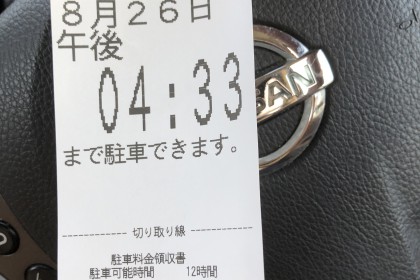 8月26日
午後
04:33
まで駐車できます。
切り取り線
駐車料金領収書
駐車可能時間 12時間